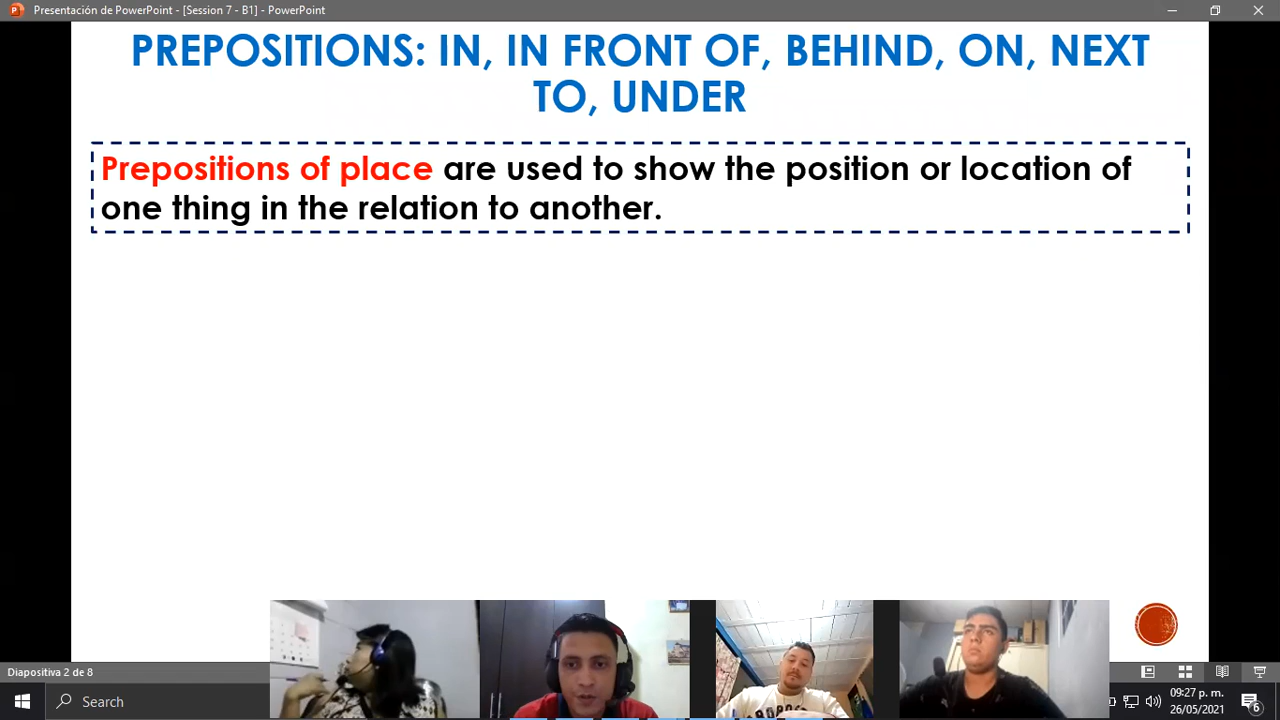 Presentación de PowerPoint - [Session 7 - B1] - PowerPoint
PREPOSITIONS: IN, IN FRONT OF, BEHIND, ON, NEXT
TO, UNDER
Prepositions of place are used to show the position or location of
one thing in the relation to another.
Diapositiva 2 de 8
Search
09:27 p. m.
26/05/2021
6